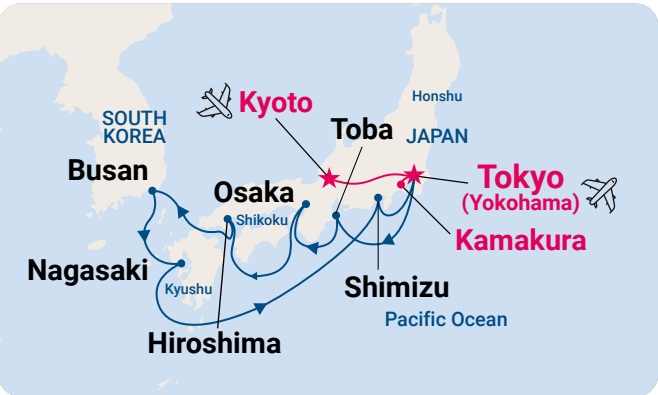 Honshu
Kyoto
SOUTH
KOREA
Toba
JAPAN
Busan
Osaka
Shikoku
Tokyo
(Yokohama)
Kamakura
Nagasaki
Kyushu
Shimizu
Pacific Ocean
Hiroshima